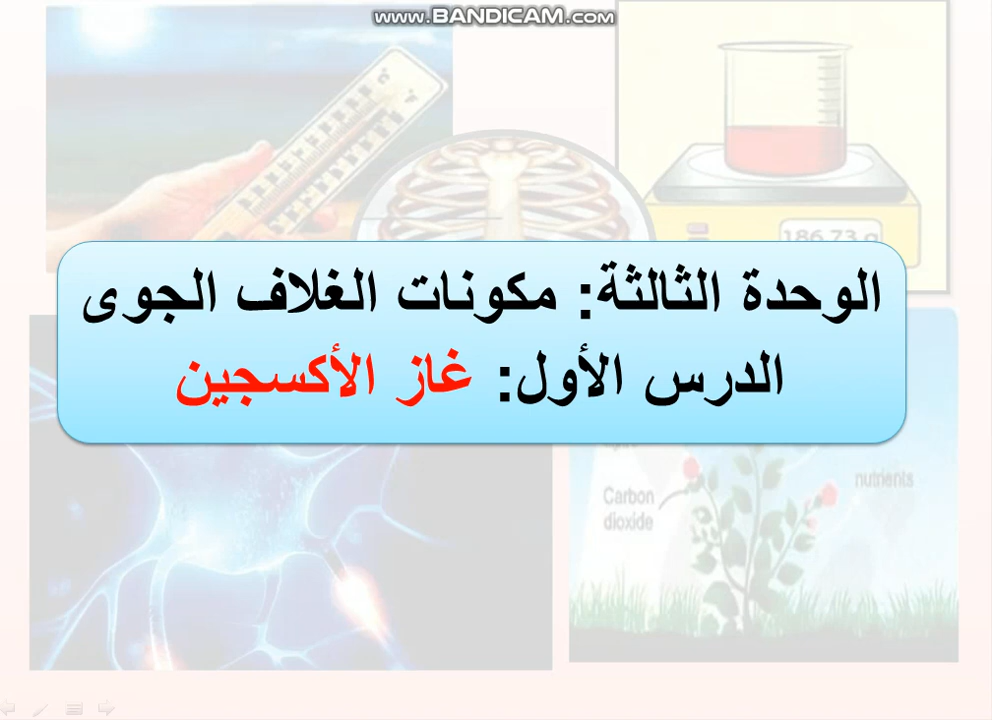 www.BANDICAM.com
186.73 g
الوحدة الثالثة: مكونات الغلاف الجوى
الدرس الأول: غاز الأكسجين
nutrients
Carbon
dioxide